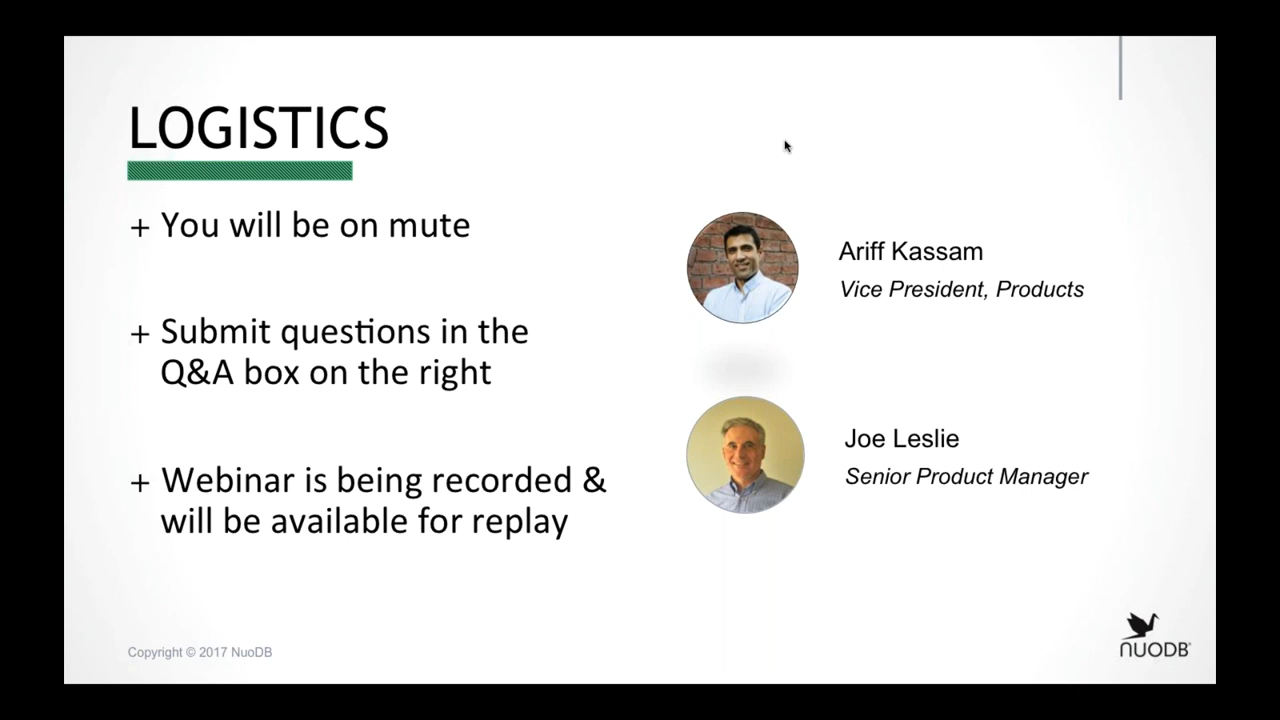 LOGISTICS
+ You will be on mute
+ Submit questions in the
Q&A box on the right
+ Webinar is being recorded &
will be available for replay
Ariff Kassam
Vice President, Products
Joe Leslie
Senior Product Manager
Copyright © 2017 NuoDB
NUODB